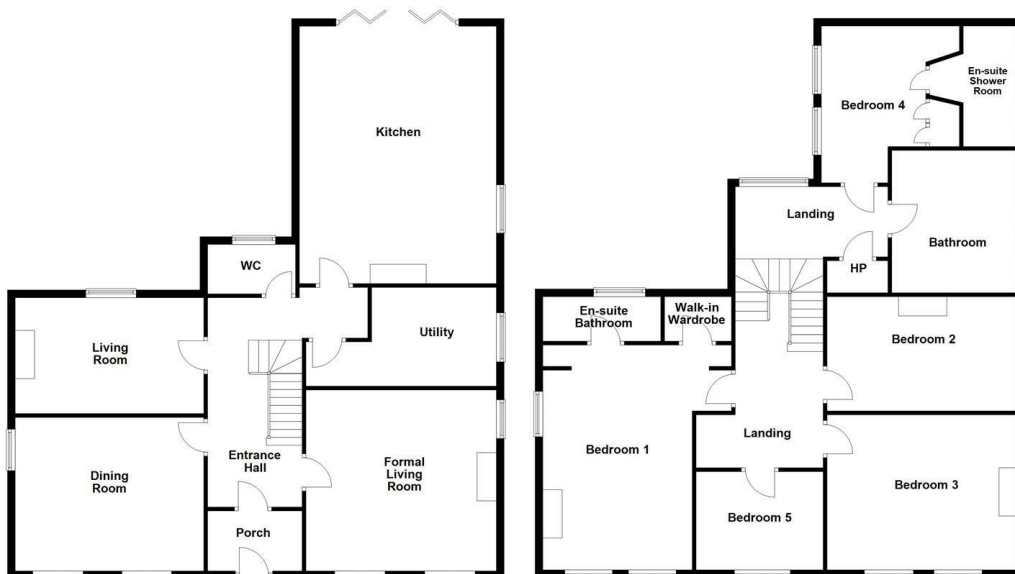 Kitchen
WC
Living
Room
Utility
Dining
Room
Entrance
Hall
Formal
Living
Room
Porch
Bedroom 4
En-suite
Shower
Room
Landing
Bathroom
HP
En-suite
Bathroom
Walk-in
Wardrobe
Bedroom 2
Bedroom 1
Landing
Bedroom 3
Bedroom 5